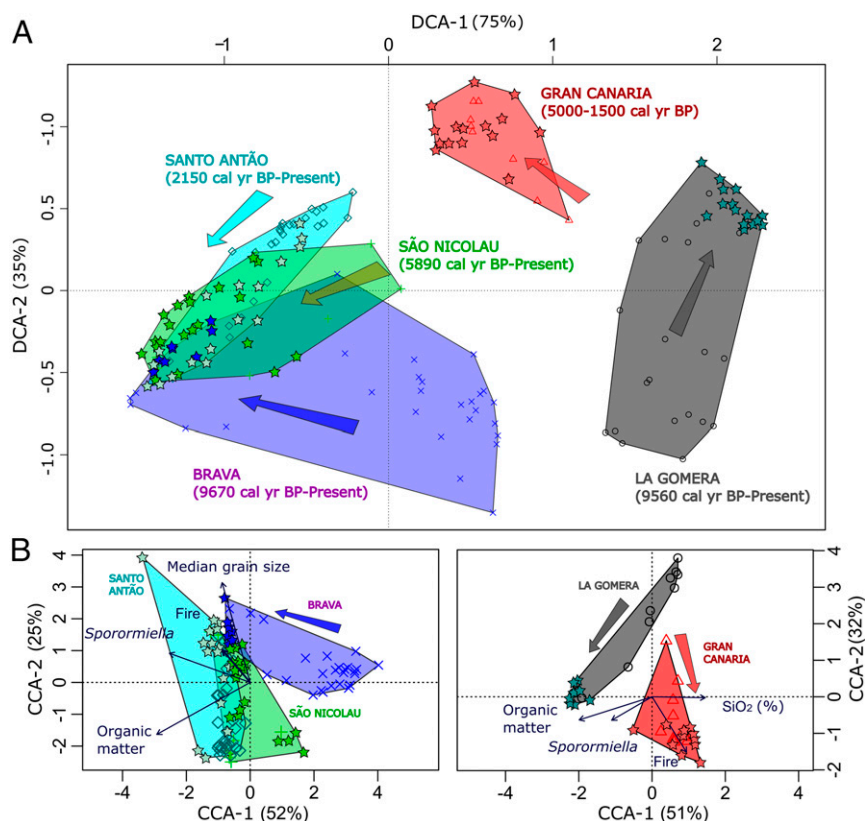 A
DCA-1 (75%)
−1
0
1
2
DCA-2 (35%)
-1.0
0.5
0
-0.5
-1.0
GRAN CANARIA
(5000-1500 cal yr BP)
SANTO ANTÃO
(2150 cal yr BP-Present)
SÃO NICOLAU
(5890 cal yr BP-Present)
BRAVA
(9670 cal yr BP-Present)
LA GOMERA
(9560 cal yr BP-Present)
B
CCA-2 (25%)
4
3
2
1
0
-1
-2
SANTO
ANTÃO
Median grain size
Fire
Sporormiella
BRAVA
Organic
matter
SÃO NICOLAU
-4
-2
0
2
4
CCA-1 (52%)
LA GOMERA
GRAN
CANARIA
SiO2 (%)
Organic
matter
Sporormiella
Fire
4
3
2
1
0
-1
-2
CCA-2 (32%)
-4
-2
0
2
4
CCA-1 (51%)